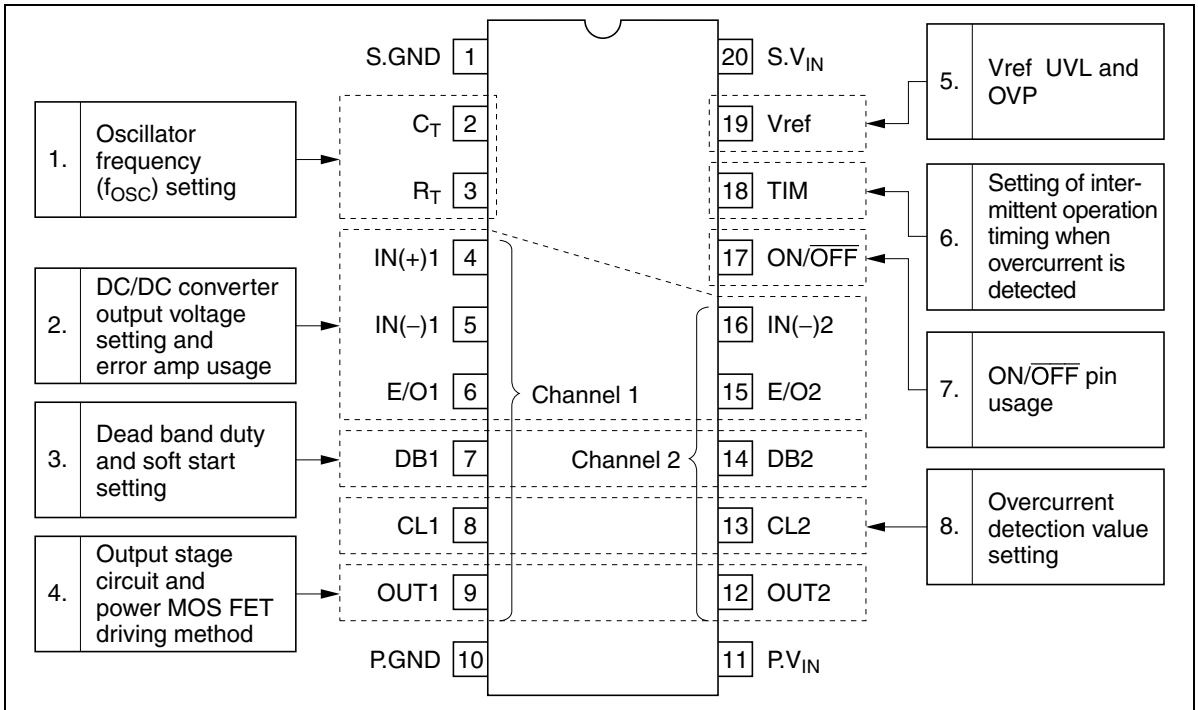 S.GND 1
20 S.VIN
CT 2
19 Vref
RT 3
18 TIM
IN(+)1 4
17 ON/OFF
IN(−)1 5
16 IN(−)2
E/O1 6
15 E/O2
Channel 1
DB1 7
Channel 2
14 DB2
CL1 8
13 CL2
OUT1 9
12 OUT2
P.GND 10
11 P.VIN
1.
Oscillator
frequency
(fOSC) setting
2.
DC/DC converter
output voltage
setting and
error amp usage
3.
Dead band duty
and soft start
setting
4.
Output stage
circuit and
power MOS FET
driving method
5.
Vref UVL and
OVP
6.
Setting of inter-
mittent operation
timing when
overcurrent is
detected
7.
ON/OFF pin
usage
8.
Overcurrent
detection value
setting